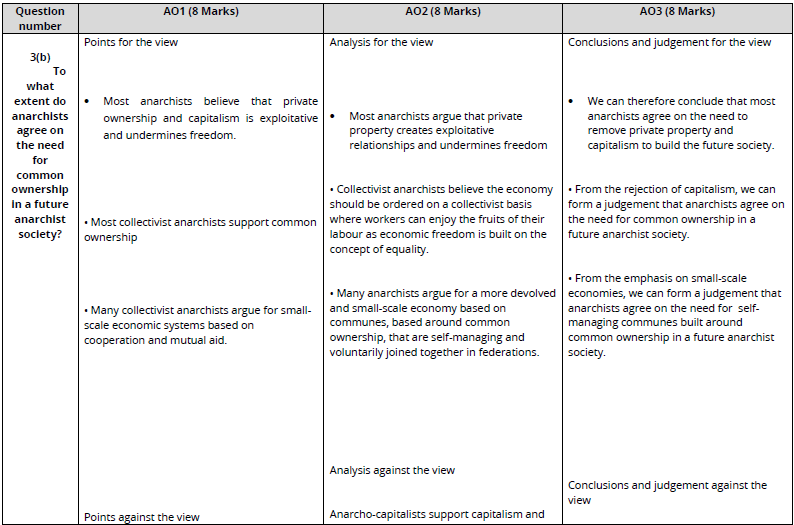 Question
number
AO1 (8 Marks)
AO2 (8 Marks)
AO3 (8 Marks)
3(b)
To
what
extent do
anarchists
agree on
the need
for
common
ownership
in a future
anarchist
society?
Points for the view
• Most anarchists believe that private
ownership and capitalism is exploitative
and undermines freedom.
• Most collectivist anarchists support common
ownership
• Many collectivist anarchists argue for small-
scale economic systems based on
cooperation and mutual aid.
Points against the view
Analysis for the view
• Most anarchists argue that private
property creates exploitative
relationships and undermines freedom
• Collectivist anarchists believe the economy
should be ordered on a collectivist basis
where workers can enjoy the fruits of their
labour as economic freedom is built on the
concept of equality.
• Many anarchists argue for a more devolved
and small-scale economy based on
communes, based around common
ownership, that are self-managing and
voluntarily joined together in federations.
Analysis against the view
Anarcho-capitalists support capitalism and
Conclusions and judgement for the view
• We can therefore conclude that most
anarchists agree on the need to
remove private property and
capitalism to build the future society.
• From the rejection of capitalism, we can
form a judgement that anarchists agree on
the need for common ownership in a
future anarchist society.
• From the emphasis on small-scale
economies, we can form a judgement that
anarchists agree on the need for self-
managing communes built around
common ownership in a future anarchist
society.
Conclusions and judgement against the
view